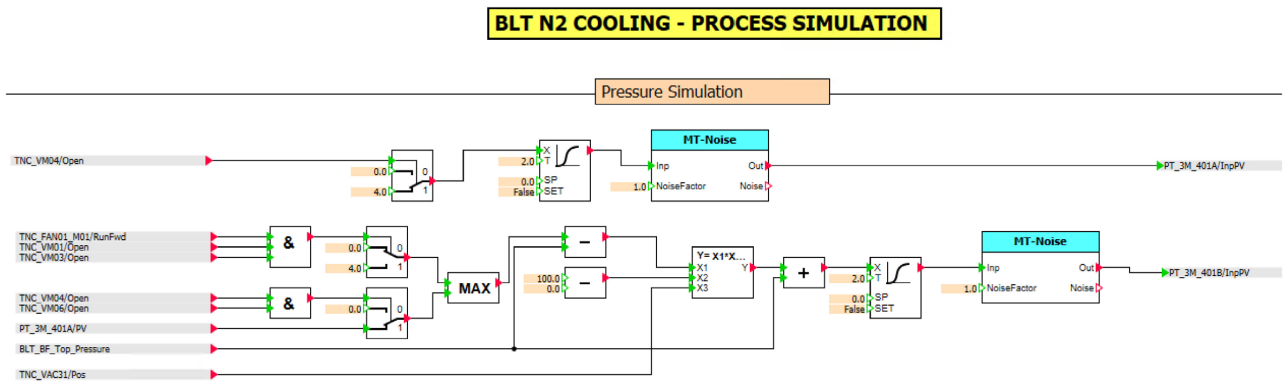 BLT N2 COOLING - PROCESS SIMULATION
Pressure Simulation
TNC_VM04/Open
0.0
4.0
0
1
X
2.0 T
0.0 SP
False SET
MT-Noise
Inp
Out
1.0 NoiseFactor
Noise
PT_3M_401A/InpPV
TNC_FAN01_M01/RunFwd
TNC_VM01/Open
TNC_VM03/Open
&
0.0
4.0
0
1
TNC_VM04/Open
TNC_VM06/Open
&
PT_3M_401A/PV
0.0
0
1
MAX
BLT_BF_Top_Pressure
TNC_VAC31/Pos
-
100.0
0.0
-
Y= X1*X...
X1
Y
X2
X3
+
X
2.0 T
0.0 SP
False SET
MT-Noise
Inp
Out
1.0 NoiseFactor
Noise
PT_3M_401B/InpPV